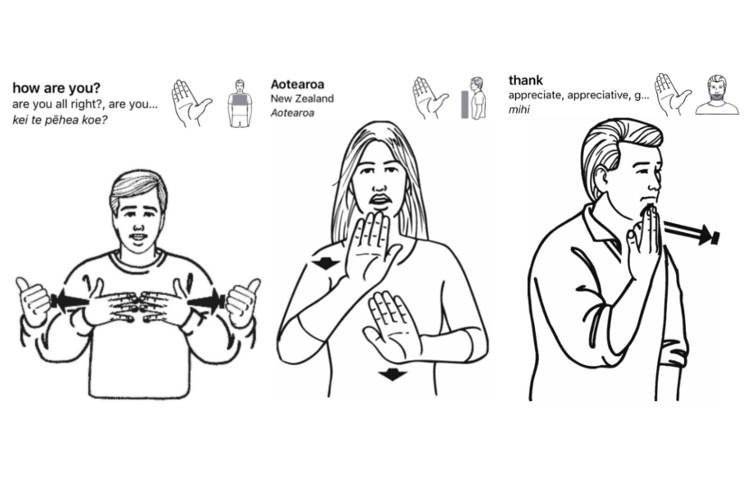 how are you?
are you all right?, are you...
kei te pēhea koe?
Aotearoa
New Zealand
Aotearoa
thank
appreciate, appreciative, g...
mihi